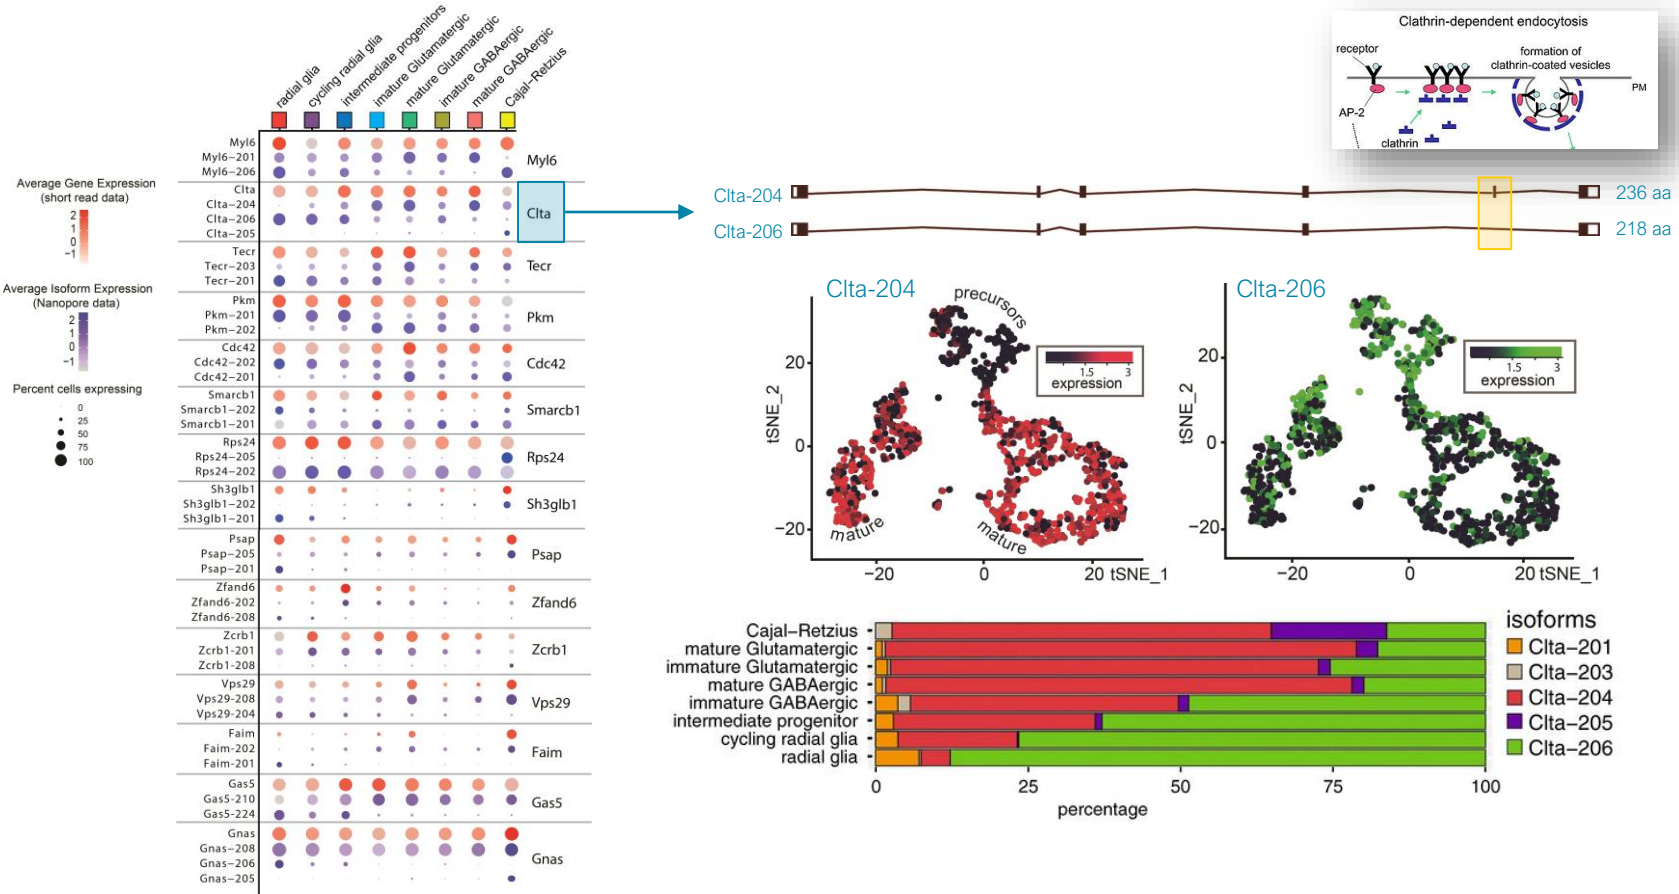 radial glia
cycling radial glia
intermediate progenitors
imature Glutamatergic
mature Glutamatergic
imature GABAergic
mature GABAergic
Cajal-Retzius
Average Gene Expression
(short read data)
2
1
0
−1
Average Isoform Expression
(Nanopore data)
2
1
0
−1
Percent cells expressing
0
25
50
75
100
Myl6
Myl6−201
Myl6−206
Myl6
Clta
Clta−204
Clta−206
Clta−205
Clta
Tecr
Tecr−203
Tecr−201
Tecr
Pkm
Pkm−201
Pkm−202
Pkm
Cdc42
Cdc42−202
Cdc42−201
Cdc42
Smarcb1
Smarcb1−202
Smarcb1−201
Smarcb1
Rps24
Rps24−205
Rps24−202
Rps24
Sh3glb1
Sh3glb1−202
Sh3glb1−201
Sh3glb1
Psap
Psap−205
Psap−201
Psap
Zfand6
Zfand6−202
Zfand6−208
Zfand6
Zcrb1
Zcrb1-201
Zcrb1−208
Zcrb1
Vps29
Vps29−208
Vps29−204
Vps29
Faim
Faim−202
Faim−201
Faim
Gas5
Gas5-210
Gas5-224
Gas5
Gnas
Gnas−208
Gnas−206
Gnas−205
Gnas
Clathrin-dependent endocytosis
receptor
formation of
clathrin-coated vesicles
PM
AP-2
clathrin
Clta-204
236 aa
Clta-206
218 aa
Clta-204
precursors
mature
mature
1.5
3
expression
tSNE_2
20
0
−20
−20
0
20
tSNE_1
Clta-206
1.5
3
expression
tSNE_2
20
0
−20
−20
0
20
tSNE_1
Cajal−Retzius
mature Glutamatergic
immature Glutamatergic
mature GABAergic
immature GABAergic
intermediate progenitor
cycling radial glia
radial glia
0
25
50
75
100
percentage
isoforms
Clta−201
Clta−203
Clta−204
Clta−205
Clta−206